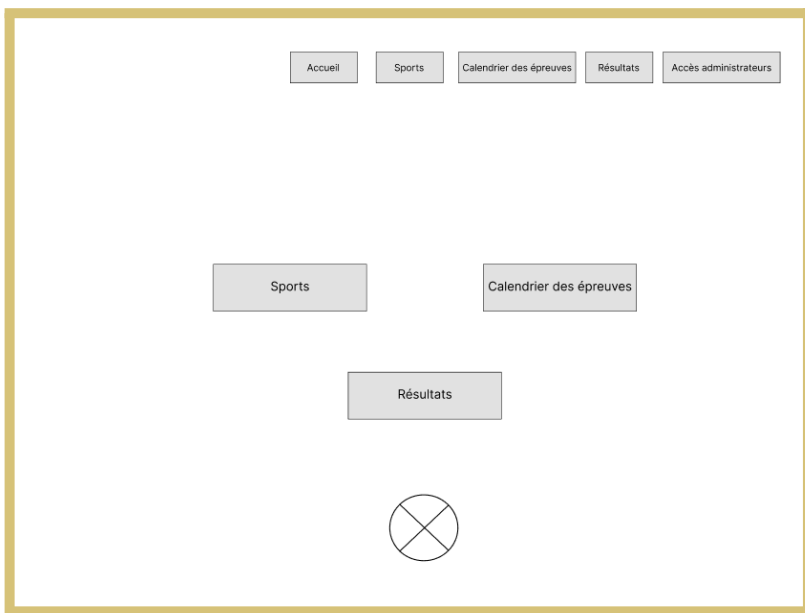 Accueil
Sports
Calendrier des épreuves
Résultats
Accès administrateurs
Sports
Calendrier des épreuves
Résultats